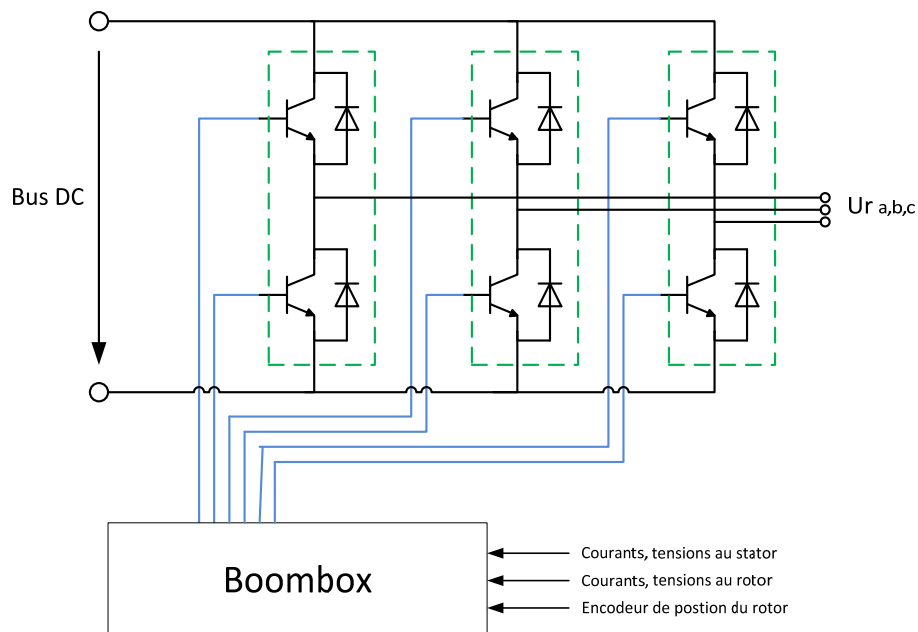 Bus DC
Ur a,b,c
Boombox
Courants, tensions au stator
Courants, tensions au rotor
Encodeur de postion du rotor